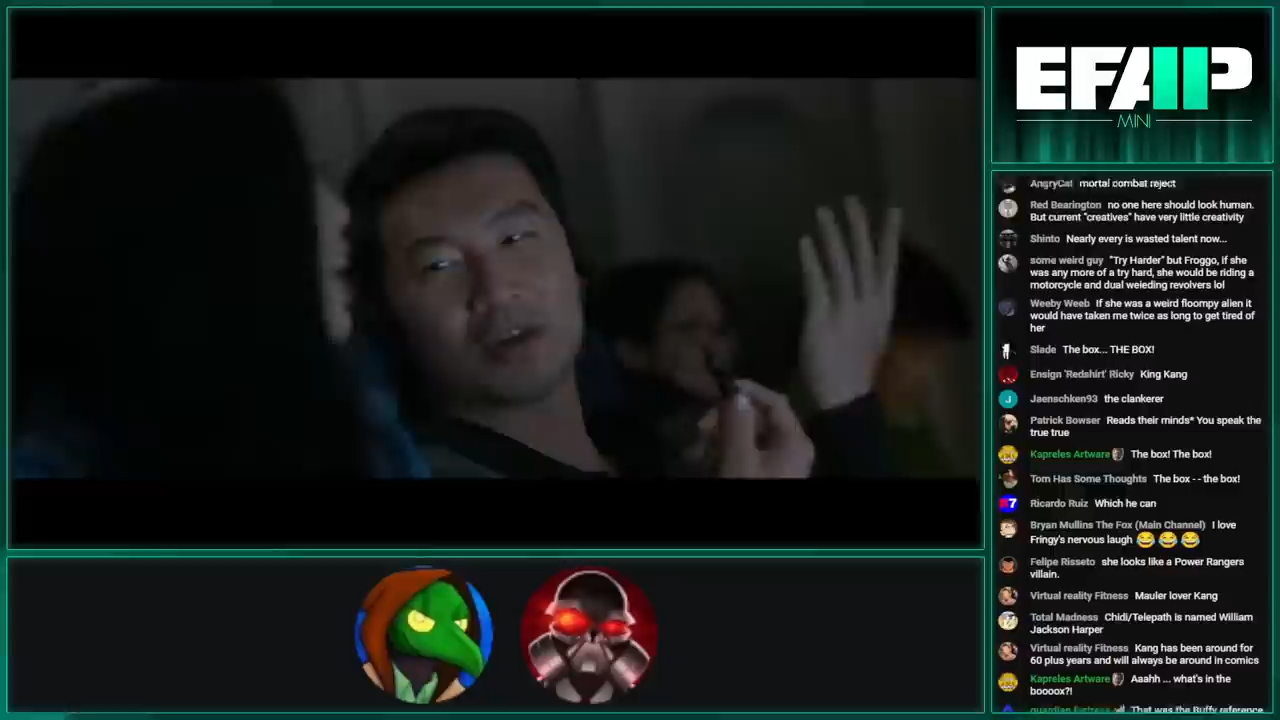 EFAP
MINI
AngryCat mortal combat reject
Red Bearington no one here should look human.
But current "creatives" have very little creativity
Shinto Nearly every is wasted talent now...
some weird guy "Try Harder" but Froggo, if she
was any more of a try hard, she would be riding a
motorcycle and dual weieding revolvers lol
Weeby Weeb If she was a weird floompy alien it
would have taken me twice as long to get tired of
her
Slade The box... THE BOX!
Ensign 'Redshirt' Ricky King Kang
J Jaenschken93 the clankerer
Patrick Bowser Reads their minds* You speak the
true true
Kapreles Artware The box! The box!
Tom Has Some Thoughts The box - - the box!
Ricardo Ruiz Which he can
Bryan Mullins The Fox (Main Channel) I love
Fringy's nervous laugh 😂 😂 😂
Felipe Risseto she looks like a Power Rangers
villain.
Virtual reality Fitness Mauler lover Kang
Total Madness Chidi/Telepath is named William
Jackson Harper
Virtual reality Fitness Kang has been around for
60 plus years and will always be around in comics
Kapreles Artware Aaahh ... what's in the
boooox?!
guardian fortress That was the Buffy reference